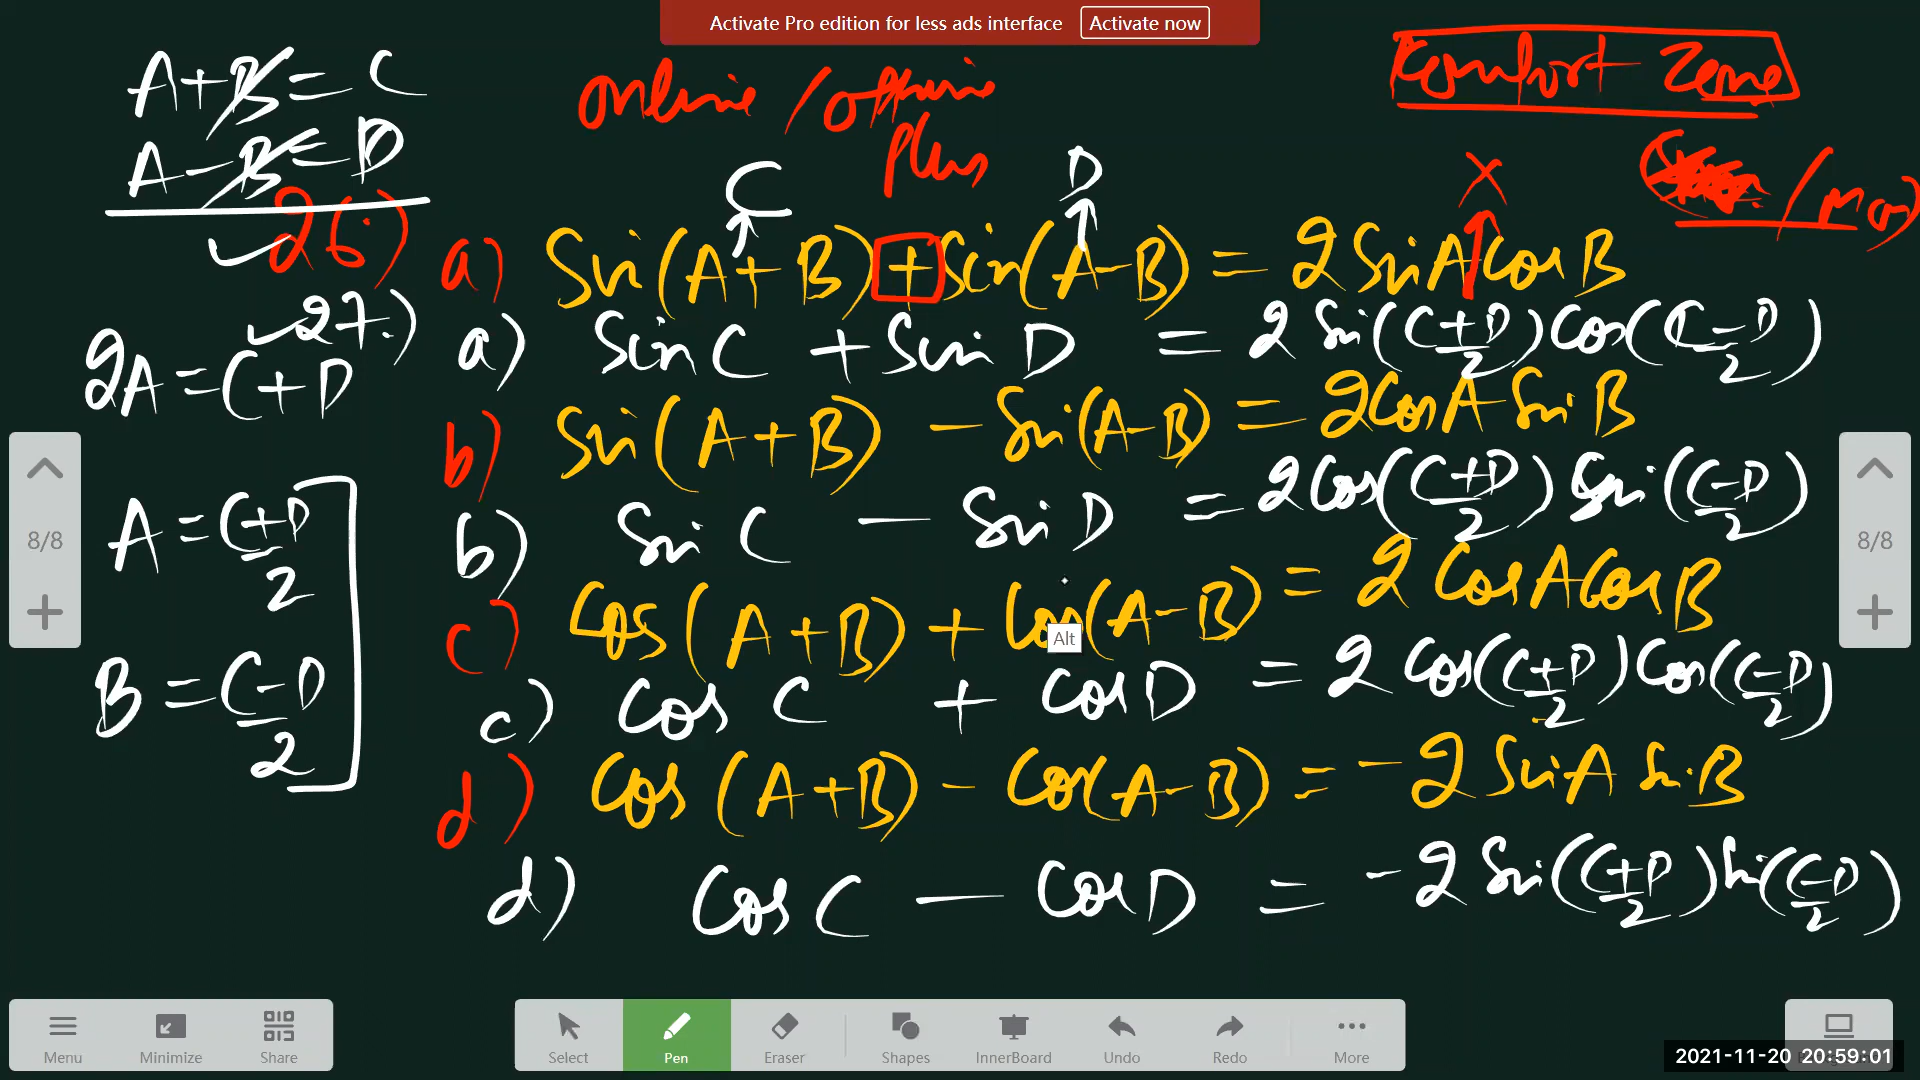 Activate Pro edition for less ads interface Activate now
A+B=C
A-B=D
online/offline
plus
Comfort Zone
C D X
26.) a) Sin(A+B)+Sin(A-B)=2SinACosB
27.) a) SinC+SinD=2Sin(C+D/2)Cos(C-D/2)
2A=C+D
b) Sin(A+B)-Sin(A-B)=2CosASinB
b) SinC-SinD=2Cos(C+D/2)Sin(C-D/2)
A=C+D/2
c) Cos(A+B)+Cos(A-B)=2CosACosB
c) CosC+CosD=2Cos(C+D/2)Cos(C-D/2)
B=C-D/2
d) Cos(A+B)-Cos(A-B)=-2SinASinB
d) CosC-CosD=-2Sin(C+D/2)Sin(C-D/2)
8/8
8/8
Alt
Menu Minimize Share Select Pen Eraser Shapes InnerBoard Undo Redo More
2021-11-20 20:59:01